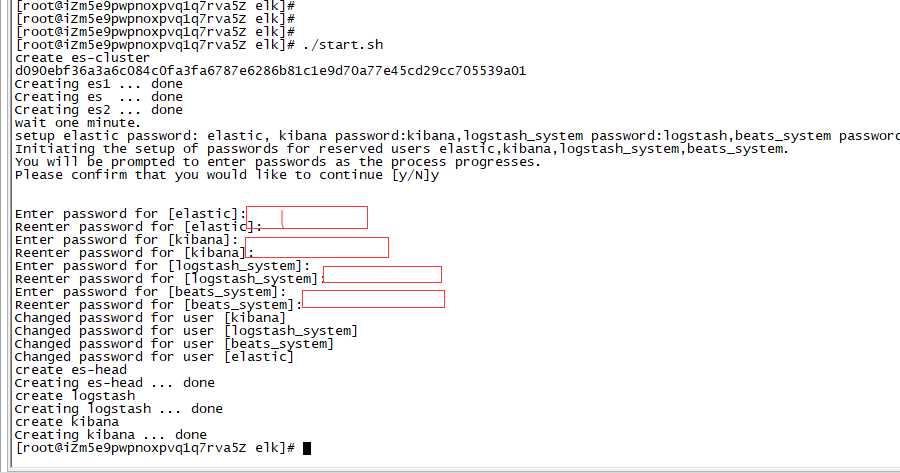 [root@iZm5e9pwpnoxpvq1q7rva5Z elk]#
[root@iZm5e9pwpnoxpvq1q7rva5Z elk]#
[root@iZm5e9pwpnoxpvq1q7rva5Z elk]#
[root@iZm5e9pwpnoxpvq1q7rva5Z elk]# ./start.sh
create es-cluster
d090ebf36a3a6c084c0fa3fa6787e6286b81c1e9d70a77e45cd29cc705539a01
Creating es1 ... done
Creating es  ... done
Creating es2 ... done
wait one minute.
setup elastic password: elastic, kibana password:kibana,logstash_system password:logstash,beats_system password
Initiating the setup of passwords for reserved users elastic,kibana,logstash_system,beats_system.
You will be prompted to enter passwords as the process progresses.
Please confirm that you would like to continue [y/N]y
Enter password for [elastic]:
Reenter password for [elastic]:
Enter password for [kibana]:
Reenter password for [kibana]:
Enter password for [logstash_system]:
Reenter password for [logstash_system]:
Enter password for [beats_system]:
Reenter password for [beats_system]:
Changed password for user [kibana]
Changed password for user [logstash_system]
Changed password for user [beats_system]
Changed password for user [elastic]
create es-head
Creating es-head ... done
create logstash
Creating logstash ... done
create kibana
Creating kibana ... done
[root@iZm5e9pwpnoxpvq1q7rva5Z elk]#